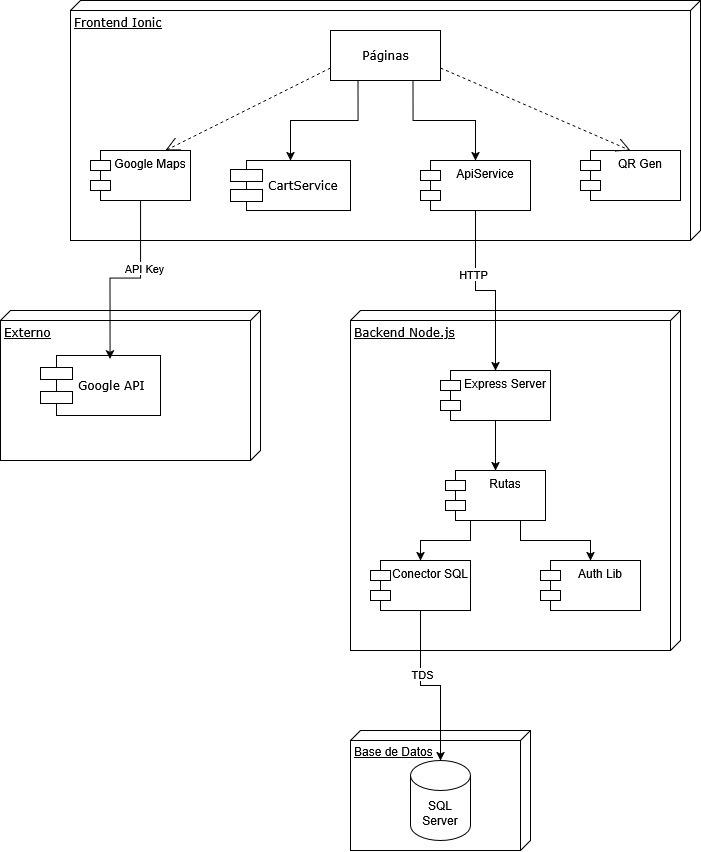 Frontend Ionic
Páginas
Google Maps
CartService
ApiService
QR Gen
API Key
HTTP
Externo
Google API
Backend Node.js
Express Server
Rutas
Conector SQL
Auth Lib
TDS
Base de Datos
SQL
Server